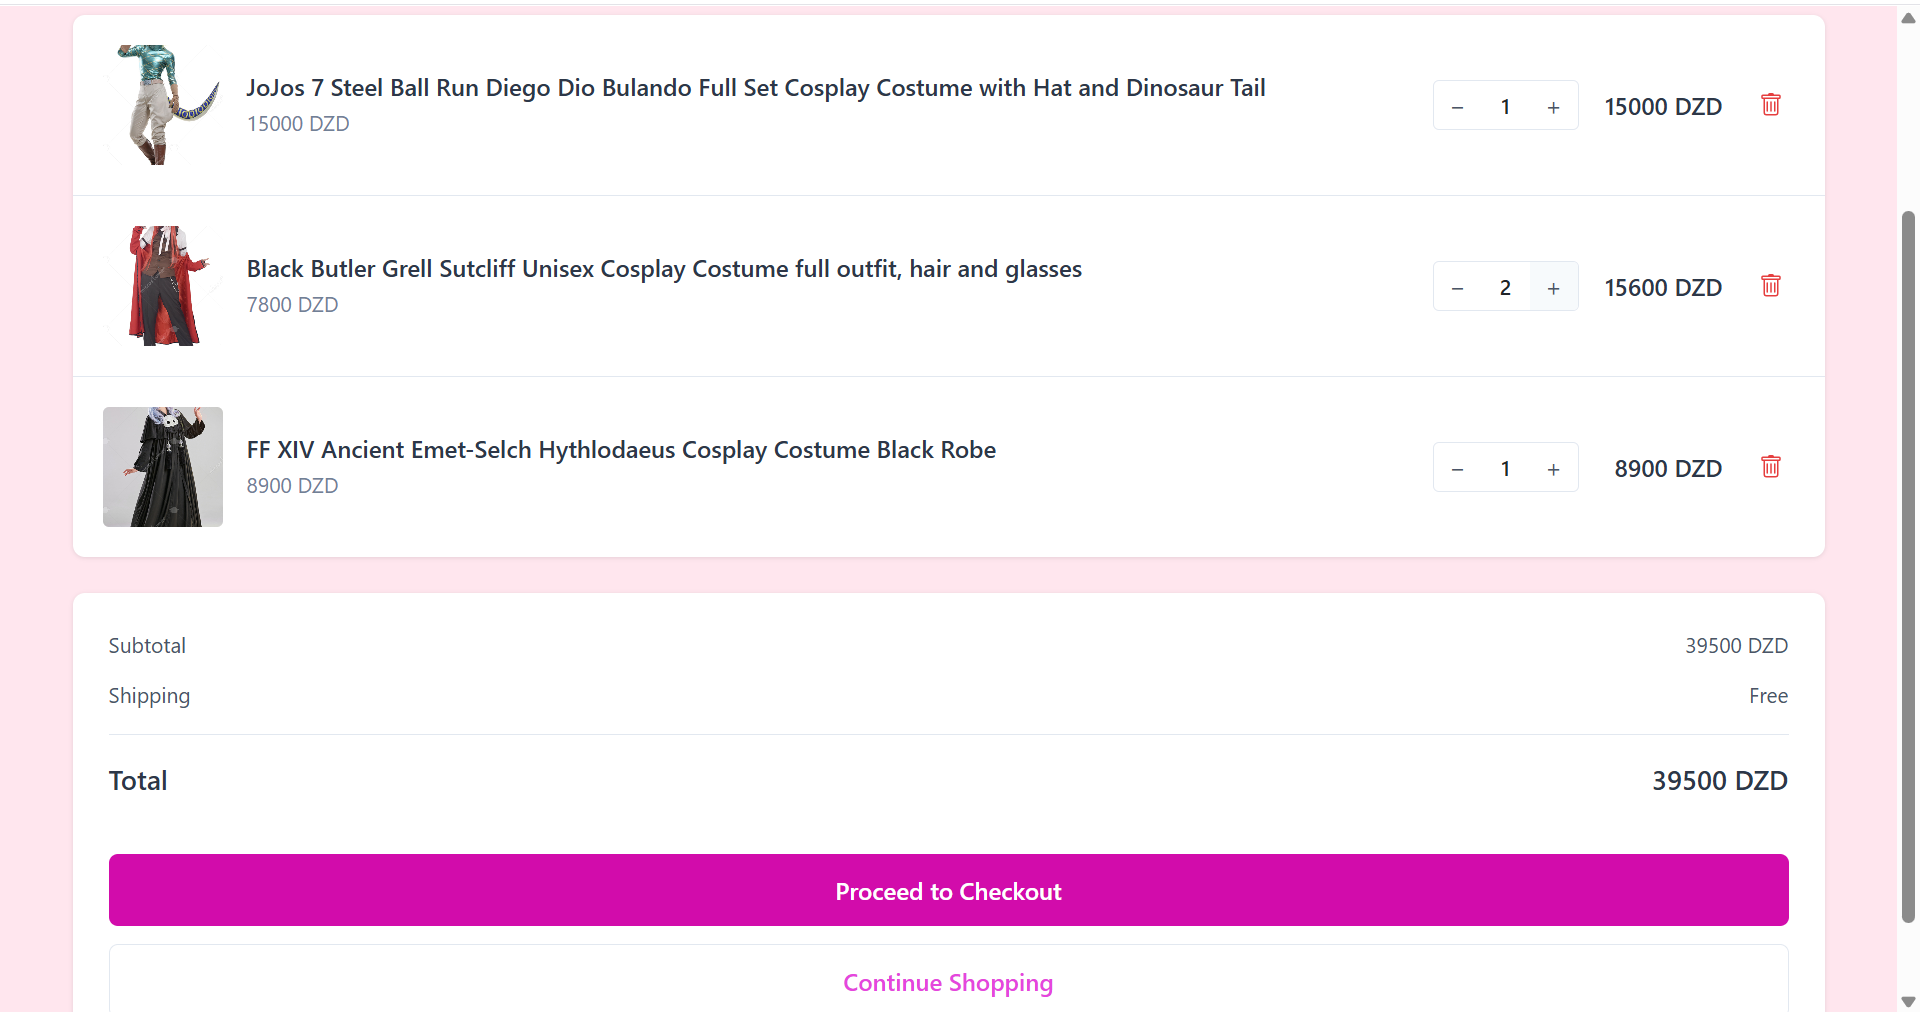 JoJos 7 Steel Ball Run Diego Dio Bulando Full Set Cosplay Costume with Hat and Dinosaur Tail
15000 DZD
− 1 + 15000 DZD
Black Butler Grell Sutcliff Unisex Cosplay Costume full outfit, hair and glasses
7800 DZD
− 2 + 15600 DZD
FF XIV Ancient Emet-Selch Hythlodaeus Cosplay Costume Black Robe
8900 DZD
− 1 + 8900 DZD
Subtotal 39500 DZD
Shipping Free
Total 39500 DZD
Proceed to Checkout
Continue Shopping